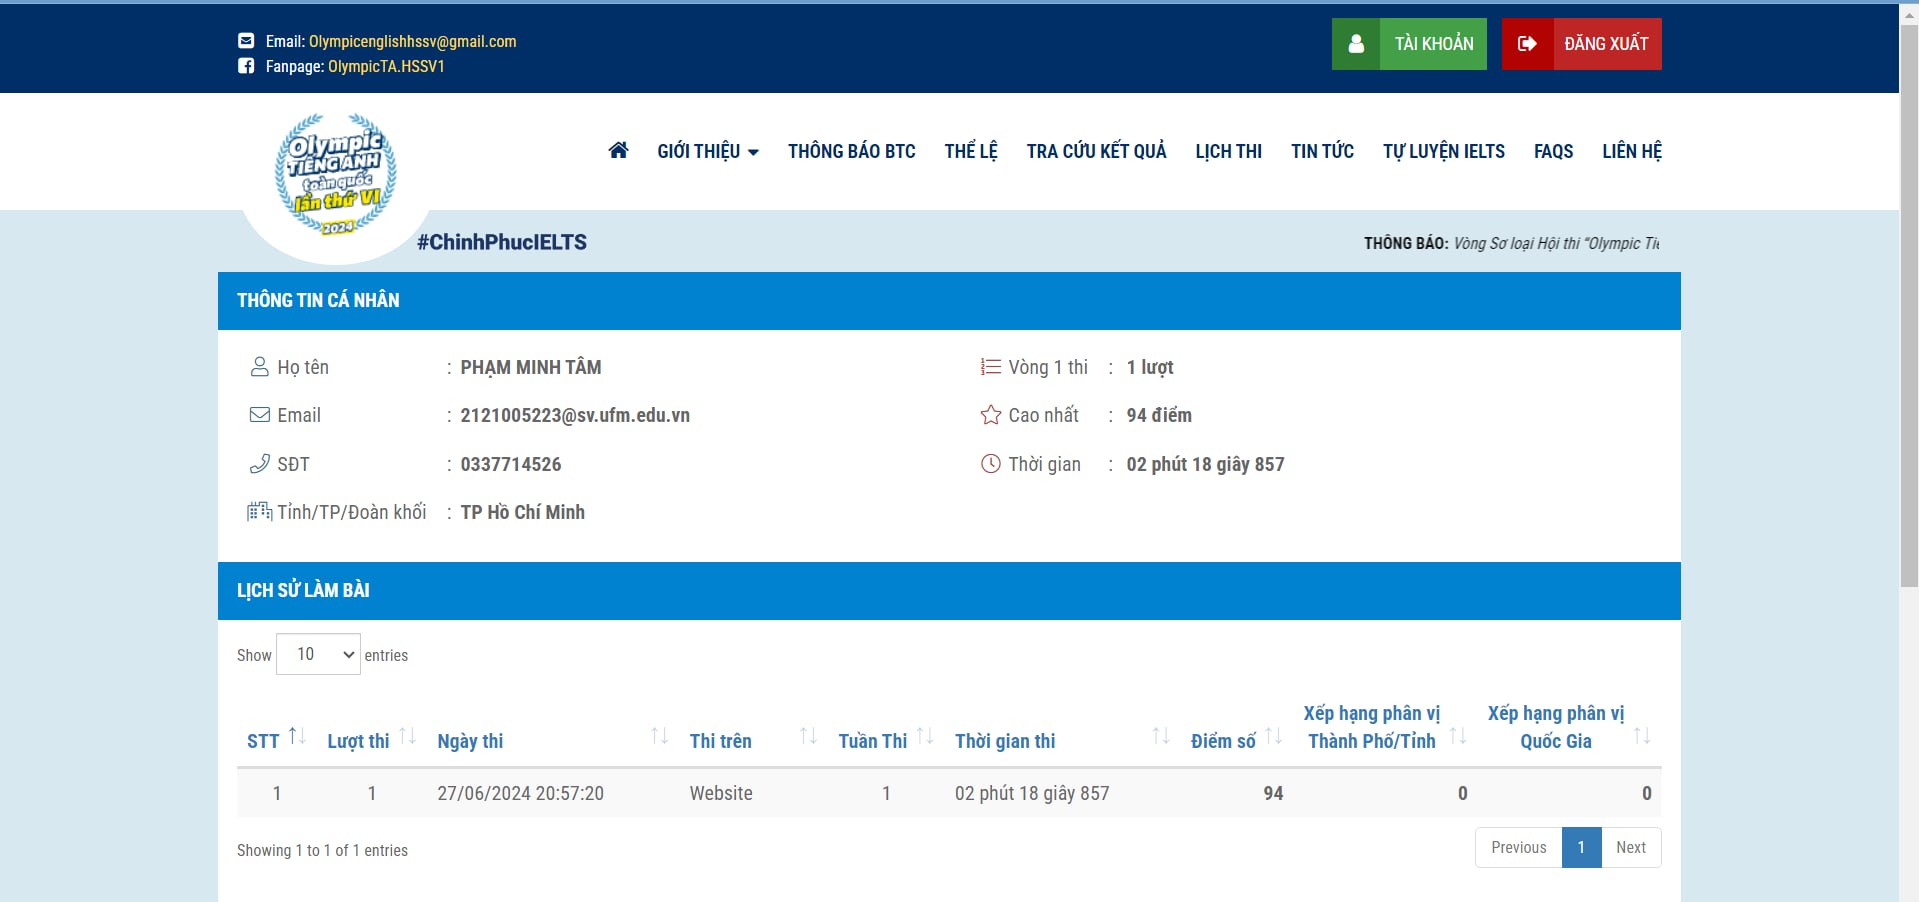 Email: Olympicenglishhssv@gmail.com
Fanpage: OlympicTA.HSSV1
TÀI KHOẢN
ĐĂNG XUẤT
Olympic
TIẾNG ANH
toàn quốc
lần thứ VI
2024
GIỚI THIỆU
THÔNG BÁO BTC
THỂ LỆ
TRA CỨU KẾT QUẢ
LỊCH THI
TIN TỨC
TỰ LUYỆN IELTS
FAQS
LIÊN HỆ
#ChinhPhucIELTS
THÔNG BÁO: Vòng Sơ loại Hội thi "Olympic Tiế
THÔNG TIN CÁ NHÂN
Họ tên : PHẠM MINH TÂM
Vòng 1 thi : 1 lượt
Email : 2121005223@sv.ufm.edu.vn
Cao nhất : 94 điểm
SĐT : 0337714526
Thời gian : 02 phút 18 giây 857
Tỉnh/TP/Đoàn khối : TP Hồ Chí Minh
LỊCH SỬ LÀM BÀI
Show 10 entries
STT Lượt thi Ngày thi Thi trên Tuần Thi Thời gian thi Điểm số Xếp hạng phân vị Thành Phố/Tỉnh Xếp hạng phân vị Quốc Gia
1 1 27/06/2024 20:57:20 Website 1 02 phút 18 giây 857 94 0 0
Showing 1 to 1 of 1 entries
Previous 1 Next